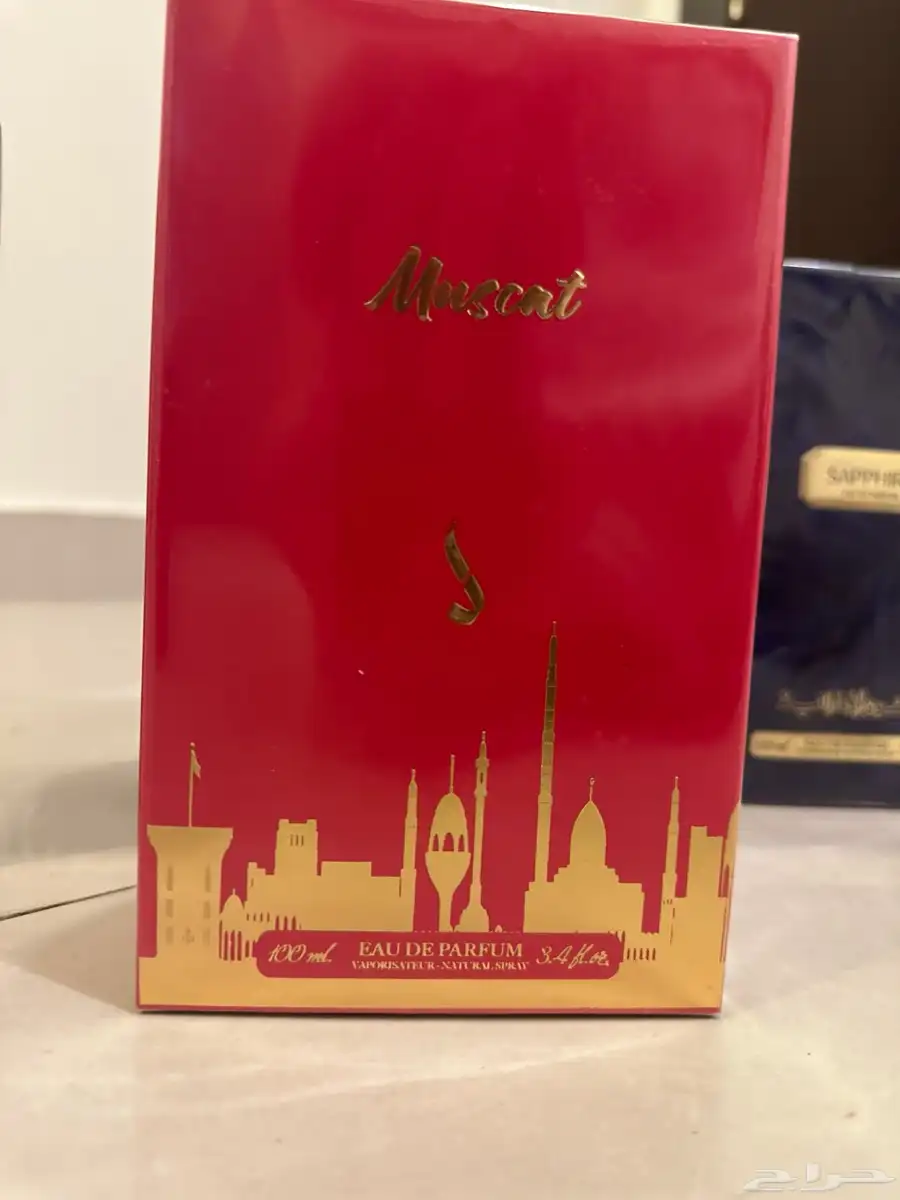 Muscat
100 ml. EAU DE PARFUM 3.4 fl.oz.
VAPORISATEUR - NATURAL SPRAY
SAPPHIR
حراج